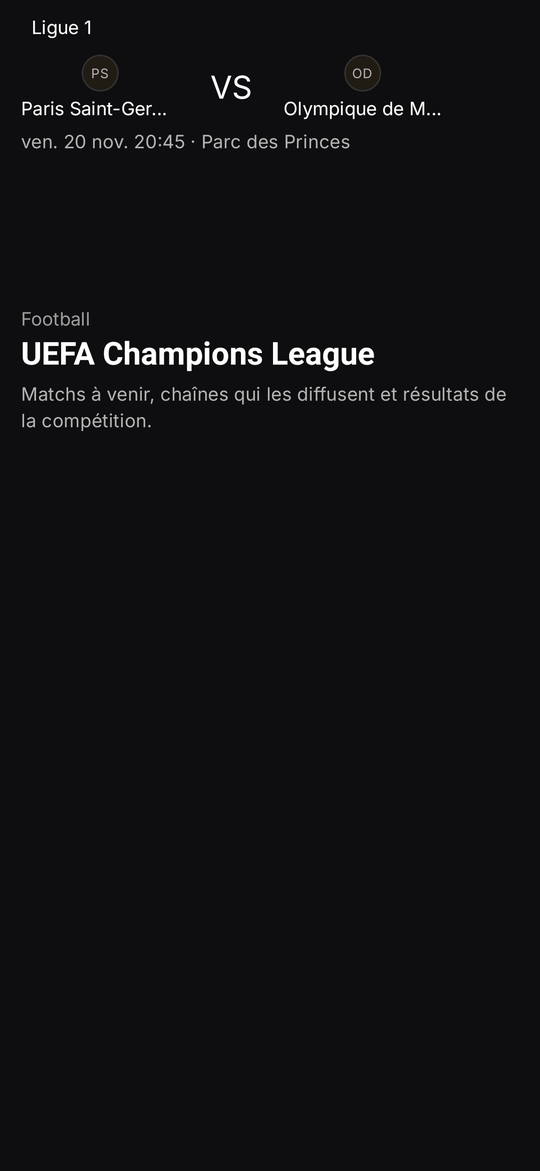 Ligue 1
PS
VS
OD
Paris Saint-Ger...
Olympique de M...
ven. 20 nov. 20:45 · Parc des Princes
Football
UEFA Champions League
Matchs à venir, chaînes qui les diffusent et résultats de
la compétition.